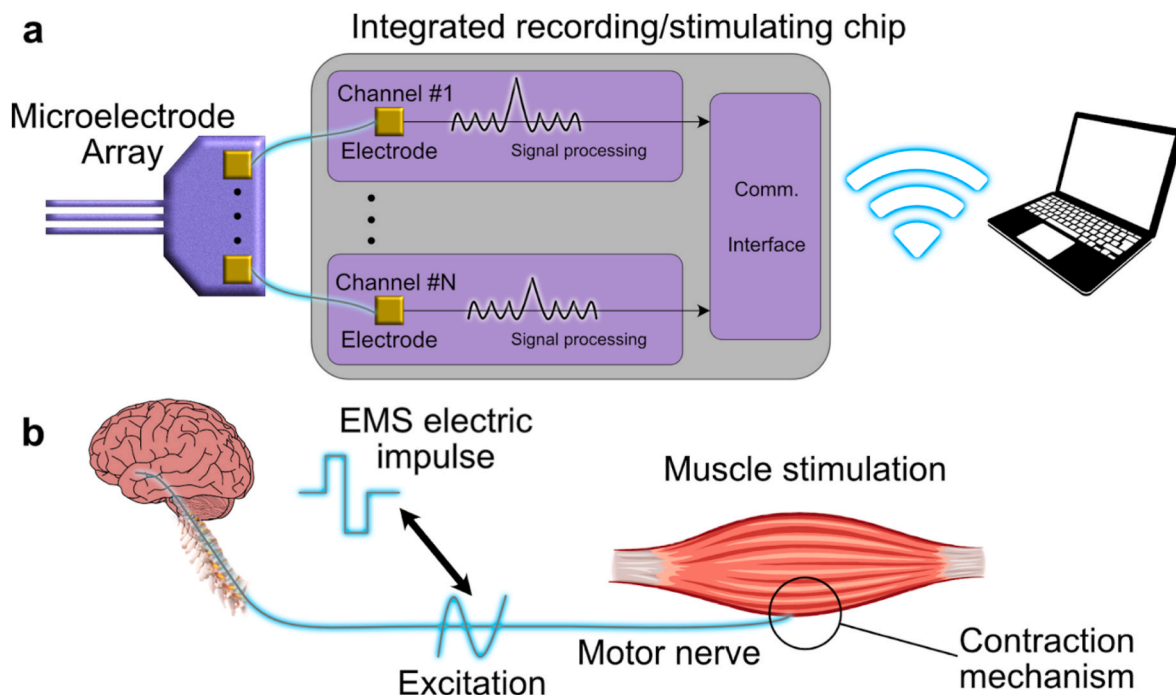 a
Integrated recording/stimulating chip
Microelectrode
Array
Channel #1
Electrode
Signal processing
Channel #N
Electrode
Signal processing
Comm.
Interface
b
EMS electric
impulse
Muscle stimulation
Excitation
Motor nerve
Contraction
mechanism